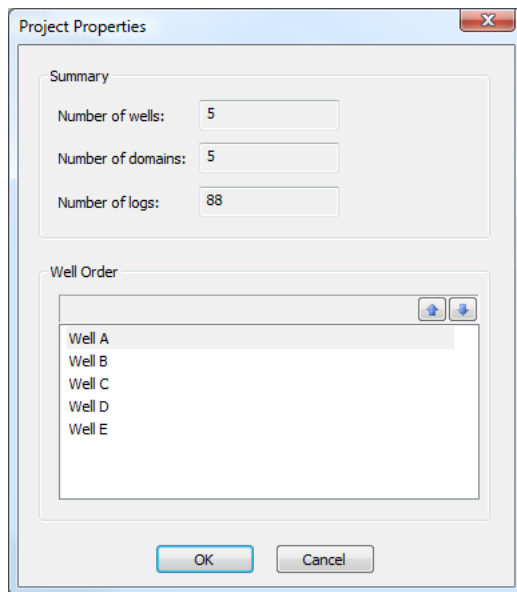 Project Properties
Summary
Number of wells: 5
Number of domains: 5
Number of logs: 88
Well Order
Well A
Well B
Well C
Well D
Well E
OK Cancel